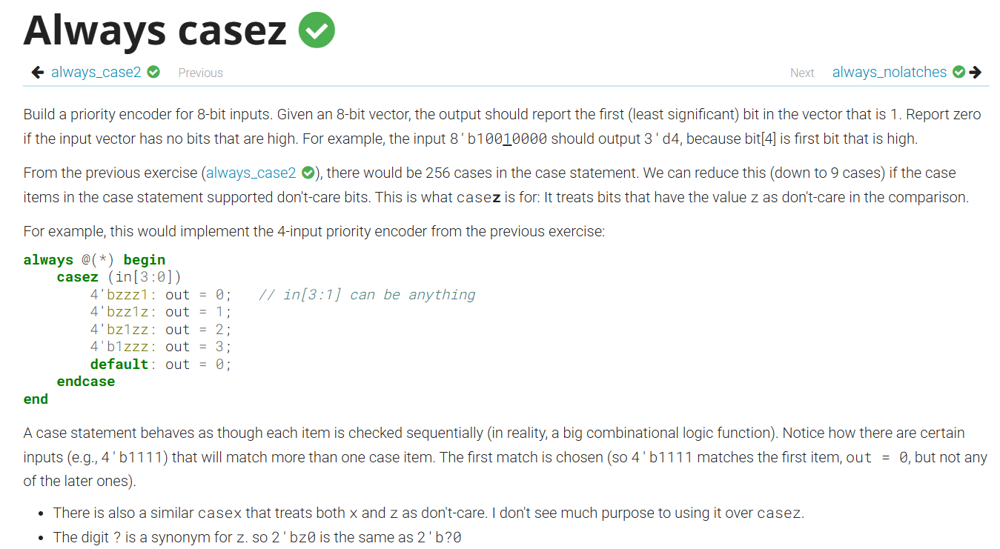 Always casez
always_case2 Previous
Next always_nolatches
Build a priority encoder for 8-bit inputs. Given an 8-bit vector, the output should report the first (least significant) bit in the vector that is 1. Report zero
if the input vector has no bits that are high. For example, the input 8'b10010000 should output 3'd4, because bit[4] is first bit that is high.
From the previous exercise (always_case2 ), there would be 256 cases in the case statement. We can reduce this (down to 9 cases) if the case
items in the case statement supported don't-care bits. This is what casez is for: It treats bits that have the value z as don't-care in the comparison.
For example, this would implement the 4-input priority encoder from the previous exercise:
always @(*) begin
    casez (in[3:0])
        4'bzzz1: out = 0;   // in[3:1] can be anything
        4'bzz1z: out = 1;
        4'bz1zz: out = 2;
        4'b1zzz: out = 3;
        default: out = 0;
    endcase
end
A case statement behaves as though each item is checked sequentially (in reality, a big combinational logic function). Notice how there are certain
inputs (e.g., 4'b1111) that will match more than one case item. The first match is chosen (so 4'b1111 matches the first item, out = 0, but not any
of the later ones).
• There is also a similar casex that treats both x and z as don't-care. I don't see much purpose to using it over casez.
• The digit ? is a synonym for z. so 2'bz0 is the same as 2'b?0